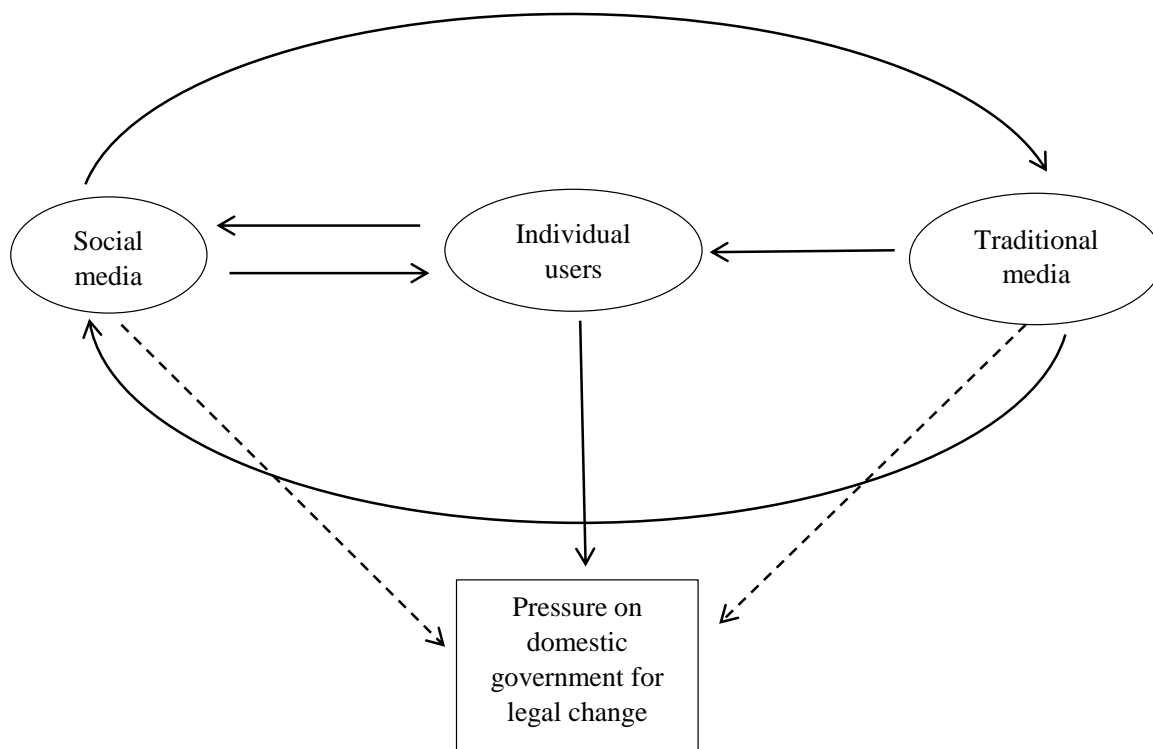 Social
media
Individual
users
Traditional
media
Pressure on
domestic
government for
legal change